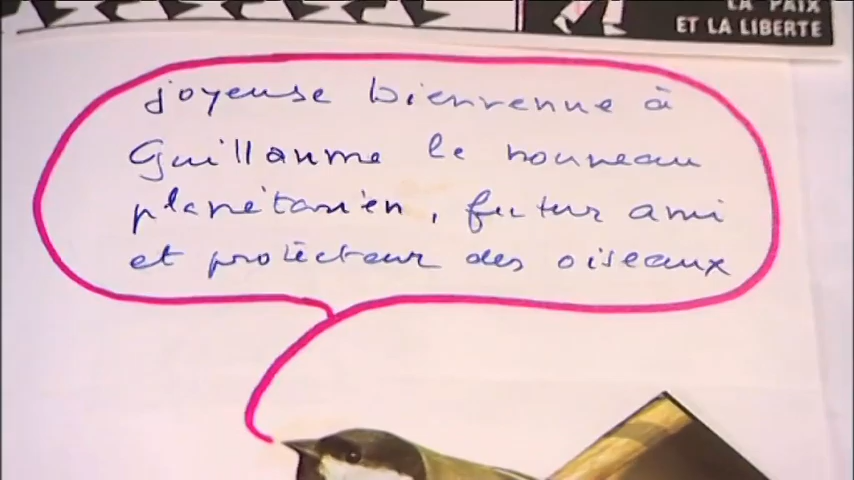 LA PAIX
ET LA LIBERTE
joyeuse bienvenue à
Guillaume le nouveau
planétarien, futur ami
et protecteur des oiseaux